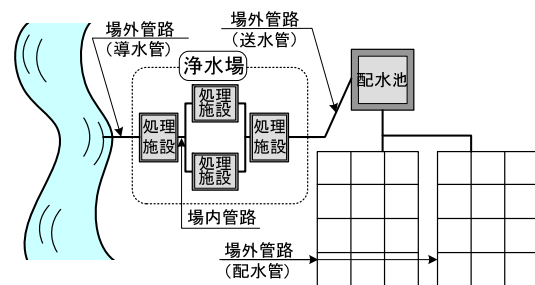 場外管路
（導水管）
場外管路
（送水管）
浄水場
配水池
処理
施設
処理
施設
処理
施設
処理
施設
場内管路
場外管路
（配水管）